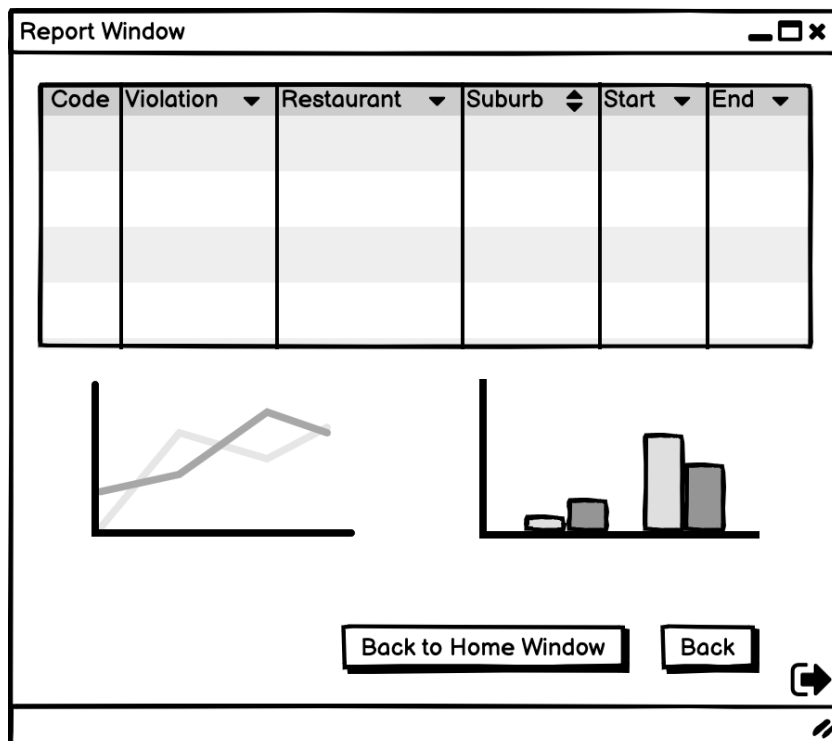 Report Window
Code Violation Restaurant Suburb Start End
Back to Home Window Back